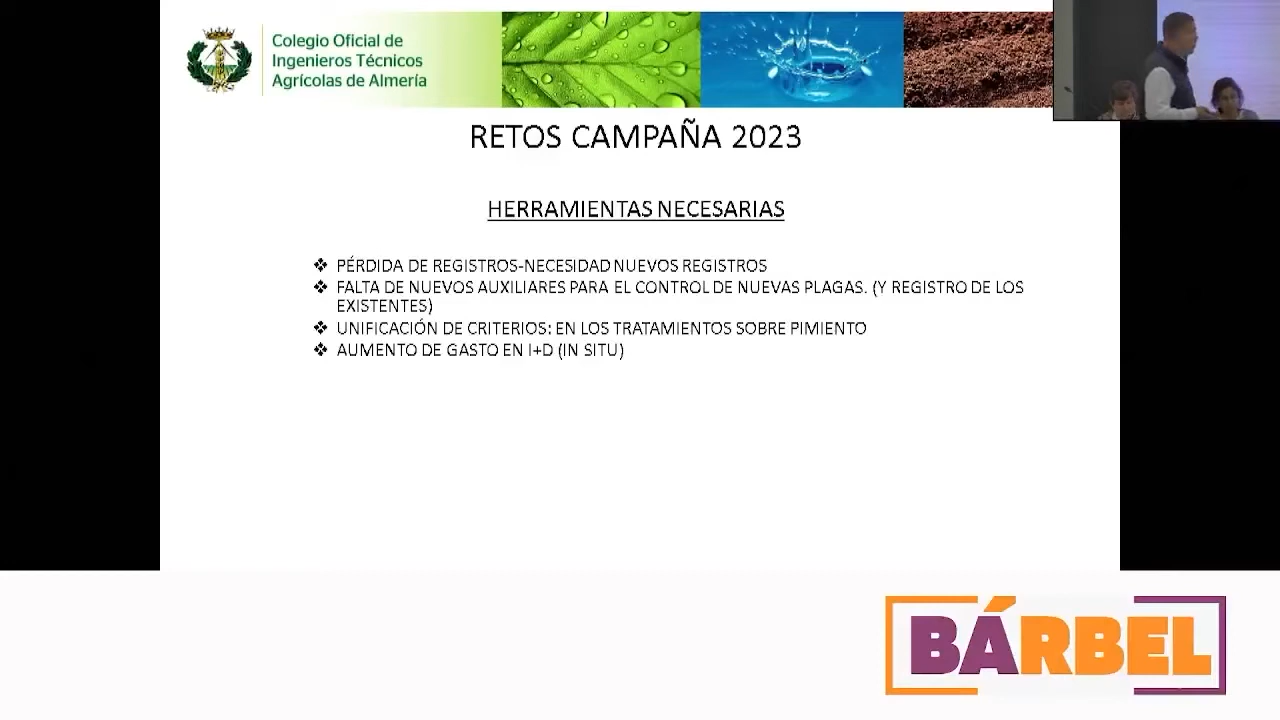 Colegio Oficial de
Ingenieros Técnicos
Agrícolas de Almería
RETOS CAMPAÑA 2023
HERRAMIENTAS NECESARIAS
❖ PÉRDIDA DE REGISTROS-NECESIDAD NUEVOS REGISTROS
❖ FALTA DE NUEVOS AUXILIARES PARA EL CONTROL DE NUEVAS PLAGAS. (Y REGISTRO DE LOS
EXISTENTES)
❖ UNIFICACIÓN DE CRITERIOS: EN LOS TRATAMIENTOS SOBRE PIMIENTO
❖ AUMENTO DE GASTO EN I+D (IN SITU)
BÁRBEL